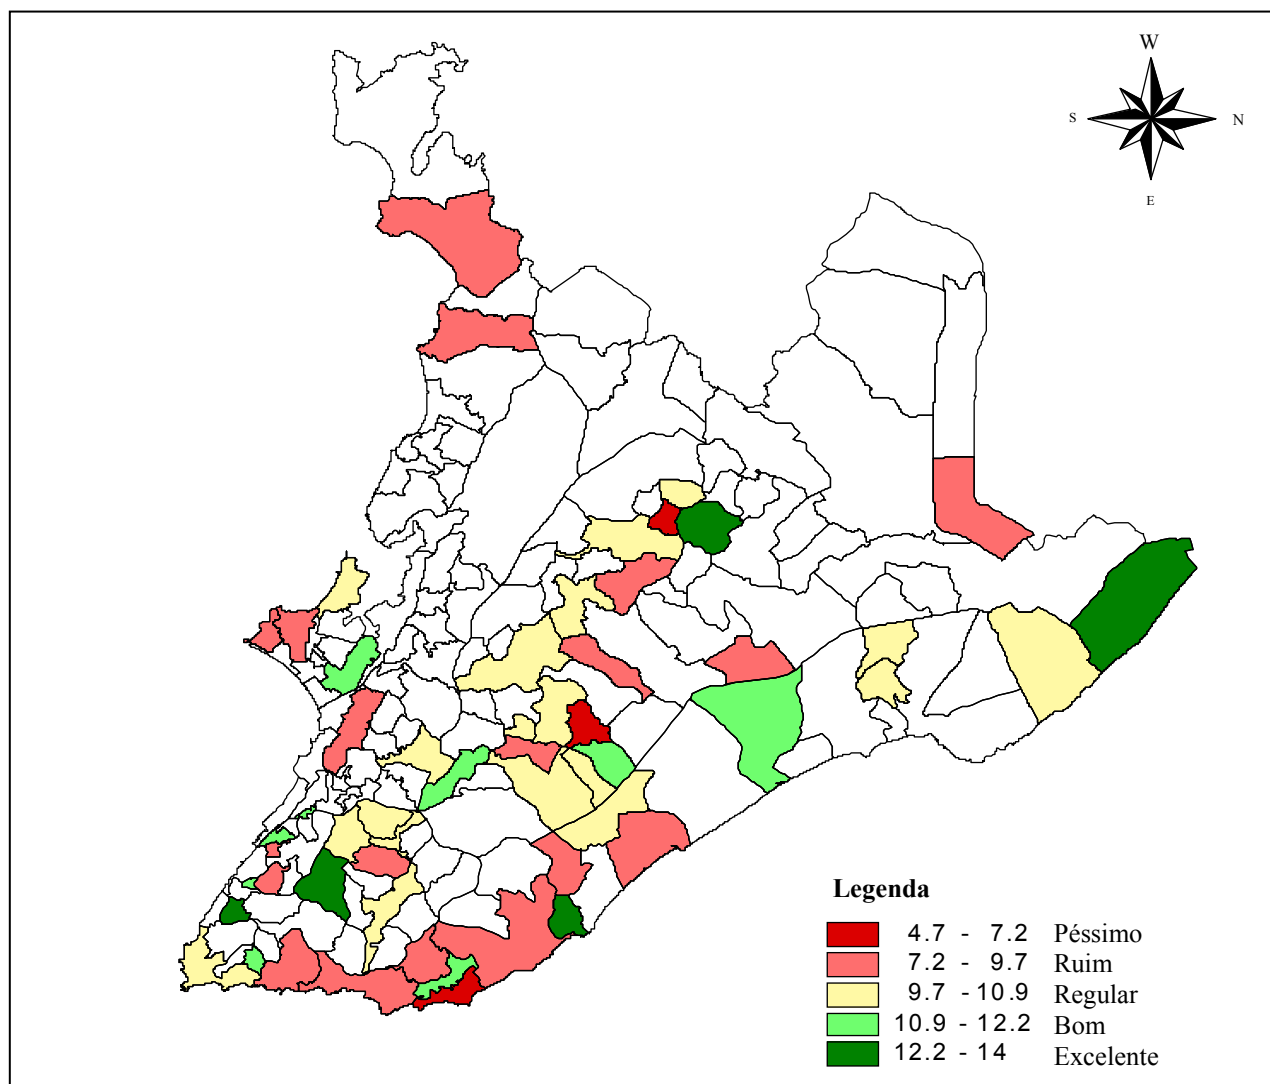 W
S
N
E
Legenda
4.7 - 7.2 Péssimo
7.2 - 9.7 Ruim
9.7 - 10.9 Regular
10.9 - 12.2 Bom
12.2 - 14 Excelente